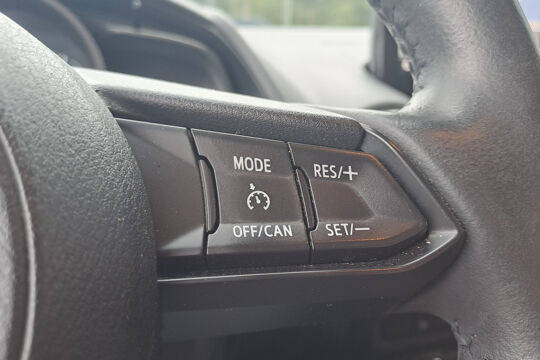 MODE
OFF/CAN
RES/+
SET/−